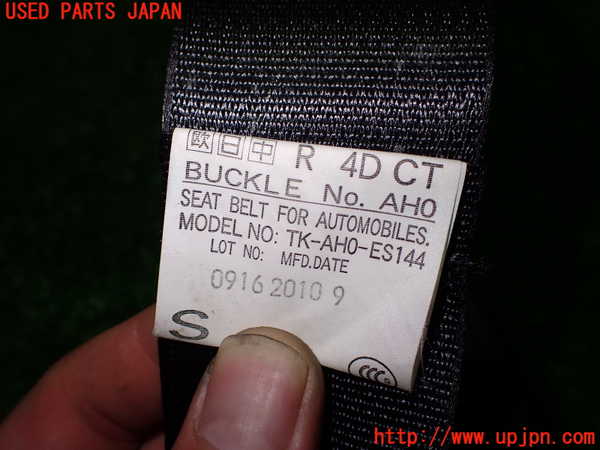 USED PARTS JAPAN
欧 日 中 R 4D CT
BUCKLE No. AH0
SEAT BELT FOR AUTOMOBILES.
MODEL NO: TK-AH0-ES144
LOT NO: MFD.DATE
0916 2010 9
S
CCC
http://www.upjpn.com/